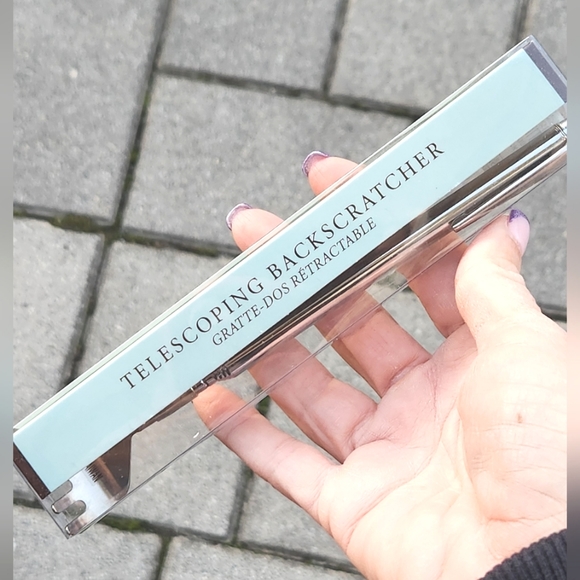 TELESCOPING BACKSCRATCHER
GRATTE-DOS RÉTRACTABLE